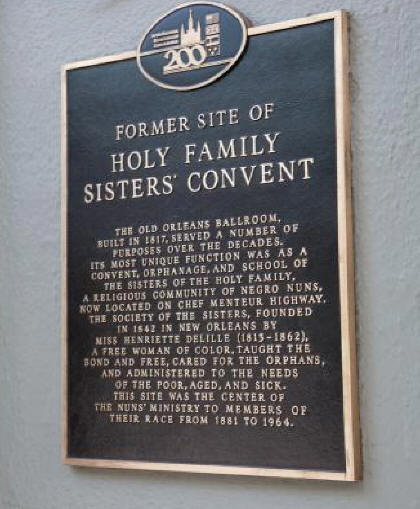 200
FORMER SITE OF
HOLY FAMILY
SISTERS' CONVENT
THE OLD ORLEANS BALLROOM,
BUILT IN 1817, SERVED A NUMBER OF
PURPOSES OVER THE DECADES.
ITS MOST UNIQUE FUNCTION WAS AS A
CONVENT, ORPHANAGE, AND SCHOOL OF
THE SISTERS OF THE HOLY FAMILY,
A RELIGIOUS COMMUNITY OF NEGRO NUNS,
NOW LOCATED ON CHEF MENTEUR HIGHWAY.
THE SOCIETY OF THE SISTERS, FOUNDED
IN 1842 IN NEW ORLEANS BY
MISS HENRIETTE DELILLE (1813-1862),
A FREE WOMAN OF COLOR, TAUGHT THE
BOND AND FREE, CARED FOR THE ORPHANS,
AND ADMINISTERED TO THE NEEDS
OF THE POOR, AGED, AND SICK.
THIS SITE WAS THE CENTER OF
THE NUNS' MINISTRY TO MEMBERS OF
THEIR RACE FROM 1881 TO 1964.